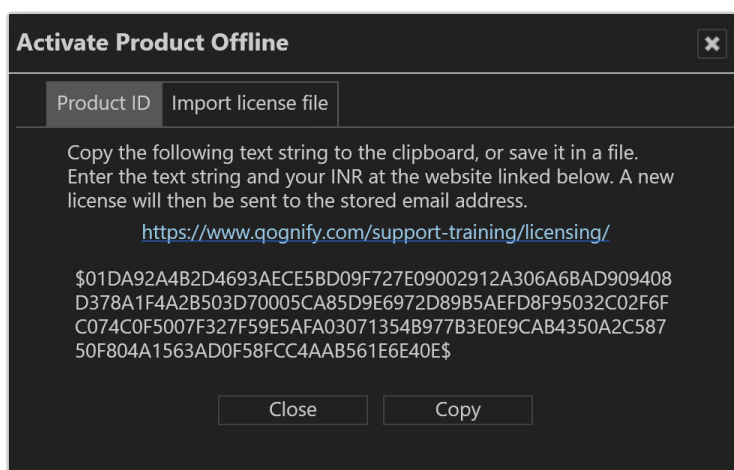 Activate Product Offline
Product ID
Import license file
Copy the following text string to the clipboard, or save it in a file.
Enter the text string and your INR at the website linked below. A new
license will then be sent to the stored email address.
https://www.qognify.com/support-training/licensing/
$01DA92A4B2D4693AECE5BD09F727E09002912A306A6BAD909408
D378A1F4A2B503D70005CA85D9E6972D89B5AEFD8F95032C02F6F
C074C0F5007F327F59E5AFA03071354B977B3E0E9CAB4350A2C587
50F804A1563AD0F58FCC4AAB561E6E40E$
Close
Copy